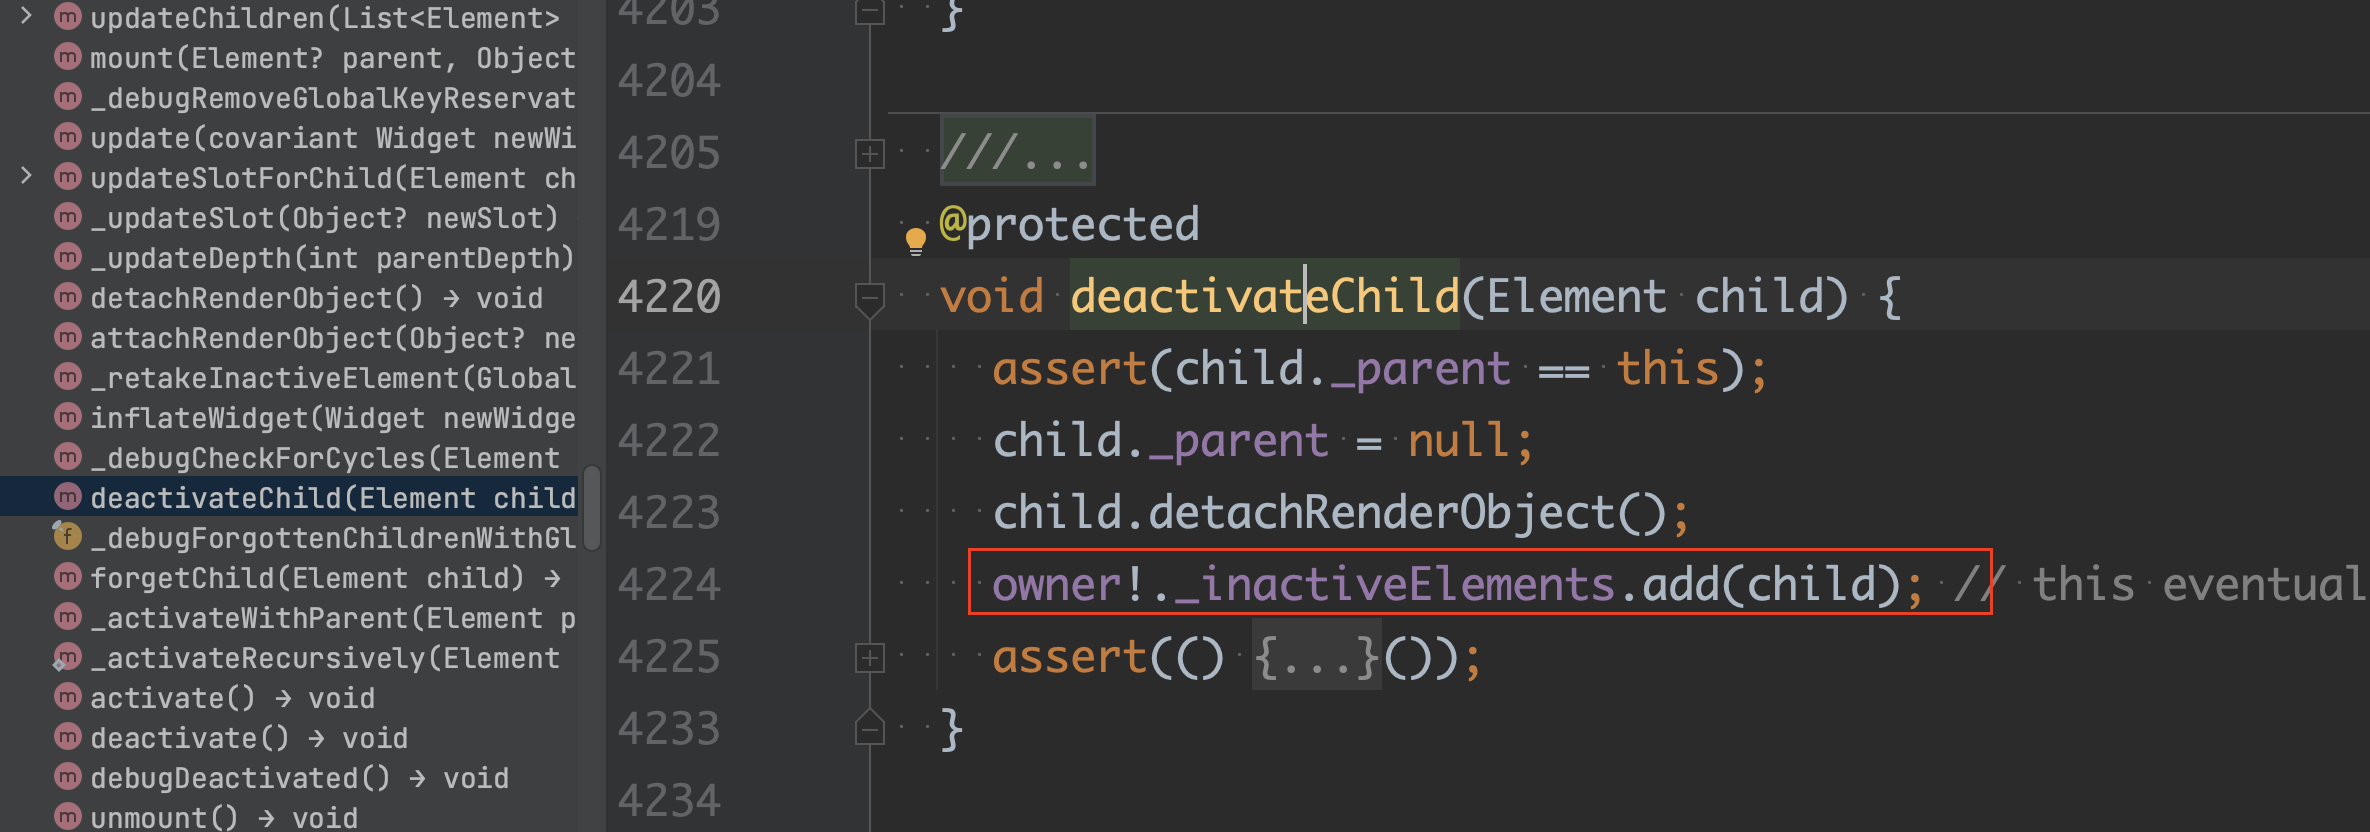 updateChildren(List<Element>
mount(Element? parent, Object
_debugRemoveGlobalKeyReservat
update(covariant Widget newWi
updateSlotForChild(Element ch
_updateSlot(Object? newSlot)
_updateDepth(int parentDepth)
detachRenderObject() → void
attachRenderObject(Object? ne
_retakeInactiveElement(Global
inflateWidget(Widget newWidge
_debugCheckForCycles(Element
deactivateChild(Element child
_debugForgottenChildrenWithGl
forgetChild(Element child) →
_activateWithParent(Element p
_activateRecursively(Element
activate() → void
deactivate() → void
debugDeactivated() → void
unmount() → void
4203 }
4204
4205 ///...
4219 @protected
4220 void deactivateChild(Element child) {
4221 assert(child._parent == this);
4222 child._parent = null;
4223 child.detachRenderObject();
4224 owner!._inactiveElements.add(child); // this eventual
4225 assert(() {...}());
4233 }
4234